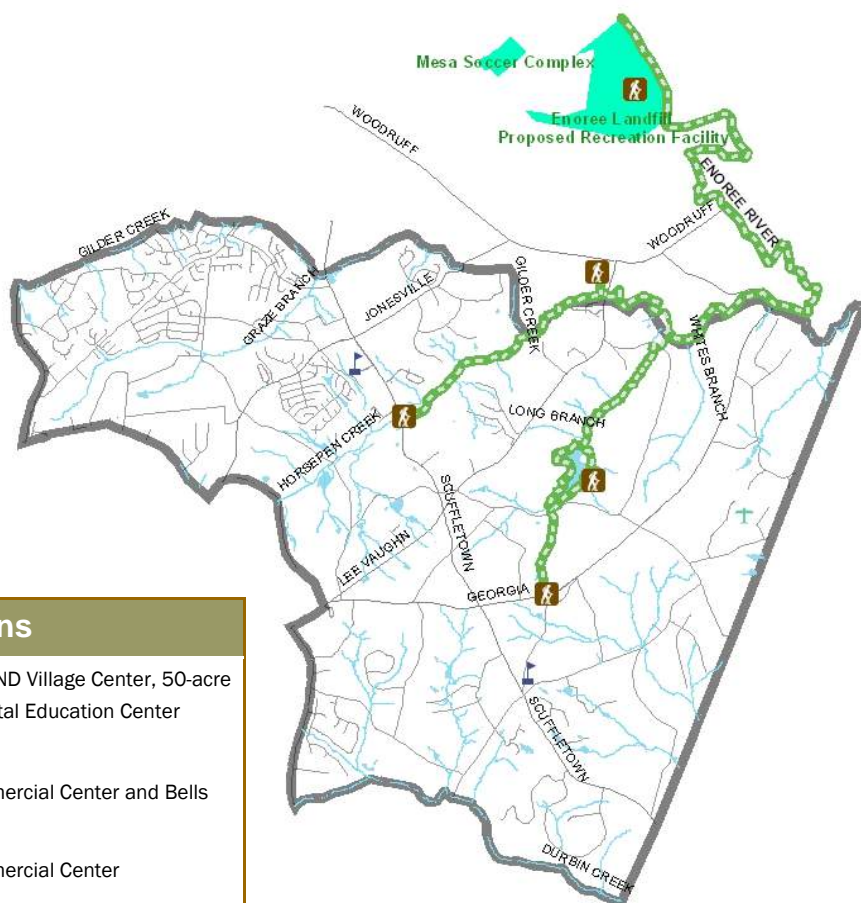 Mesa Soccer Complex
Enoree Landfill
Proposed Recreation Facility
WOODRUFF
ENOREE RIVER
WOODRUFF
GILDER CREEK
GRAZE BRANCH
JONESVILLE
GILDER CREEK
WHITES BRANCH
LONG BRANCH
HORSEPEN CREEK
SCUFFLETOWN
LEE VAUGHN
GEORGIA
SCUFFLETOWN
DURBIN CREEK
ns
ND Village Center, 50-acre
tal Education Center
mercial Center and Bells
mercial Center